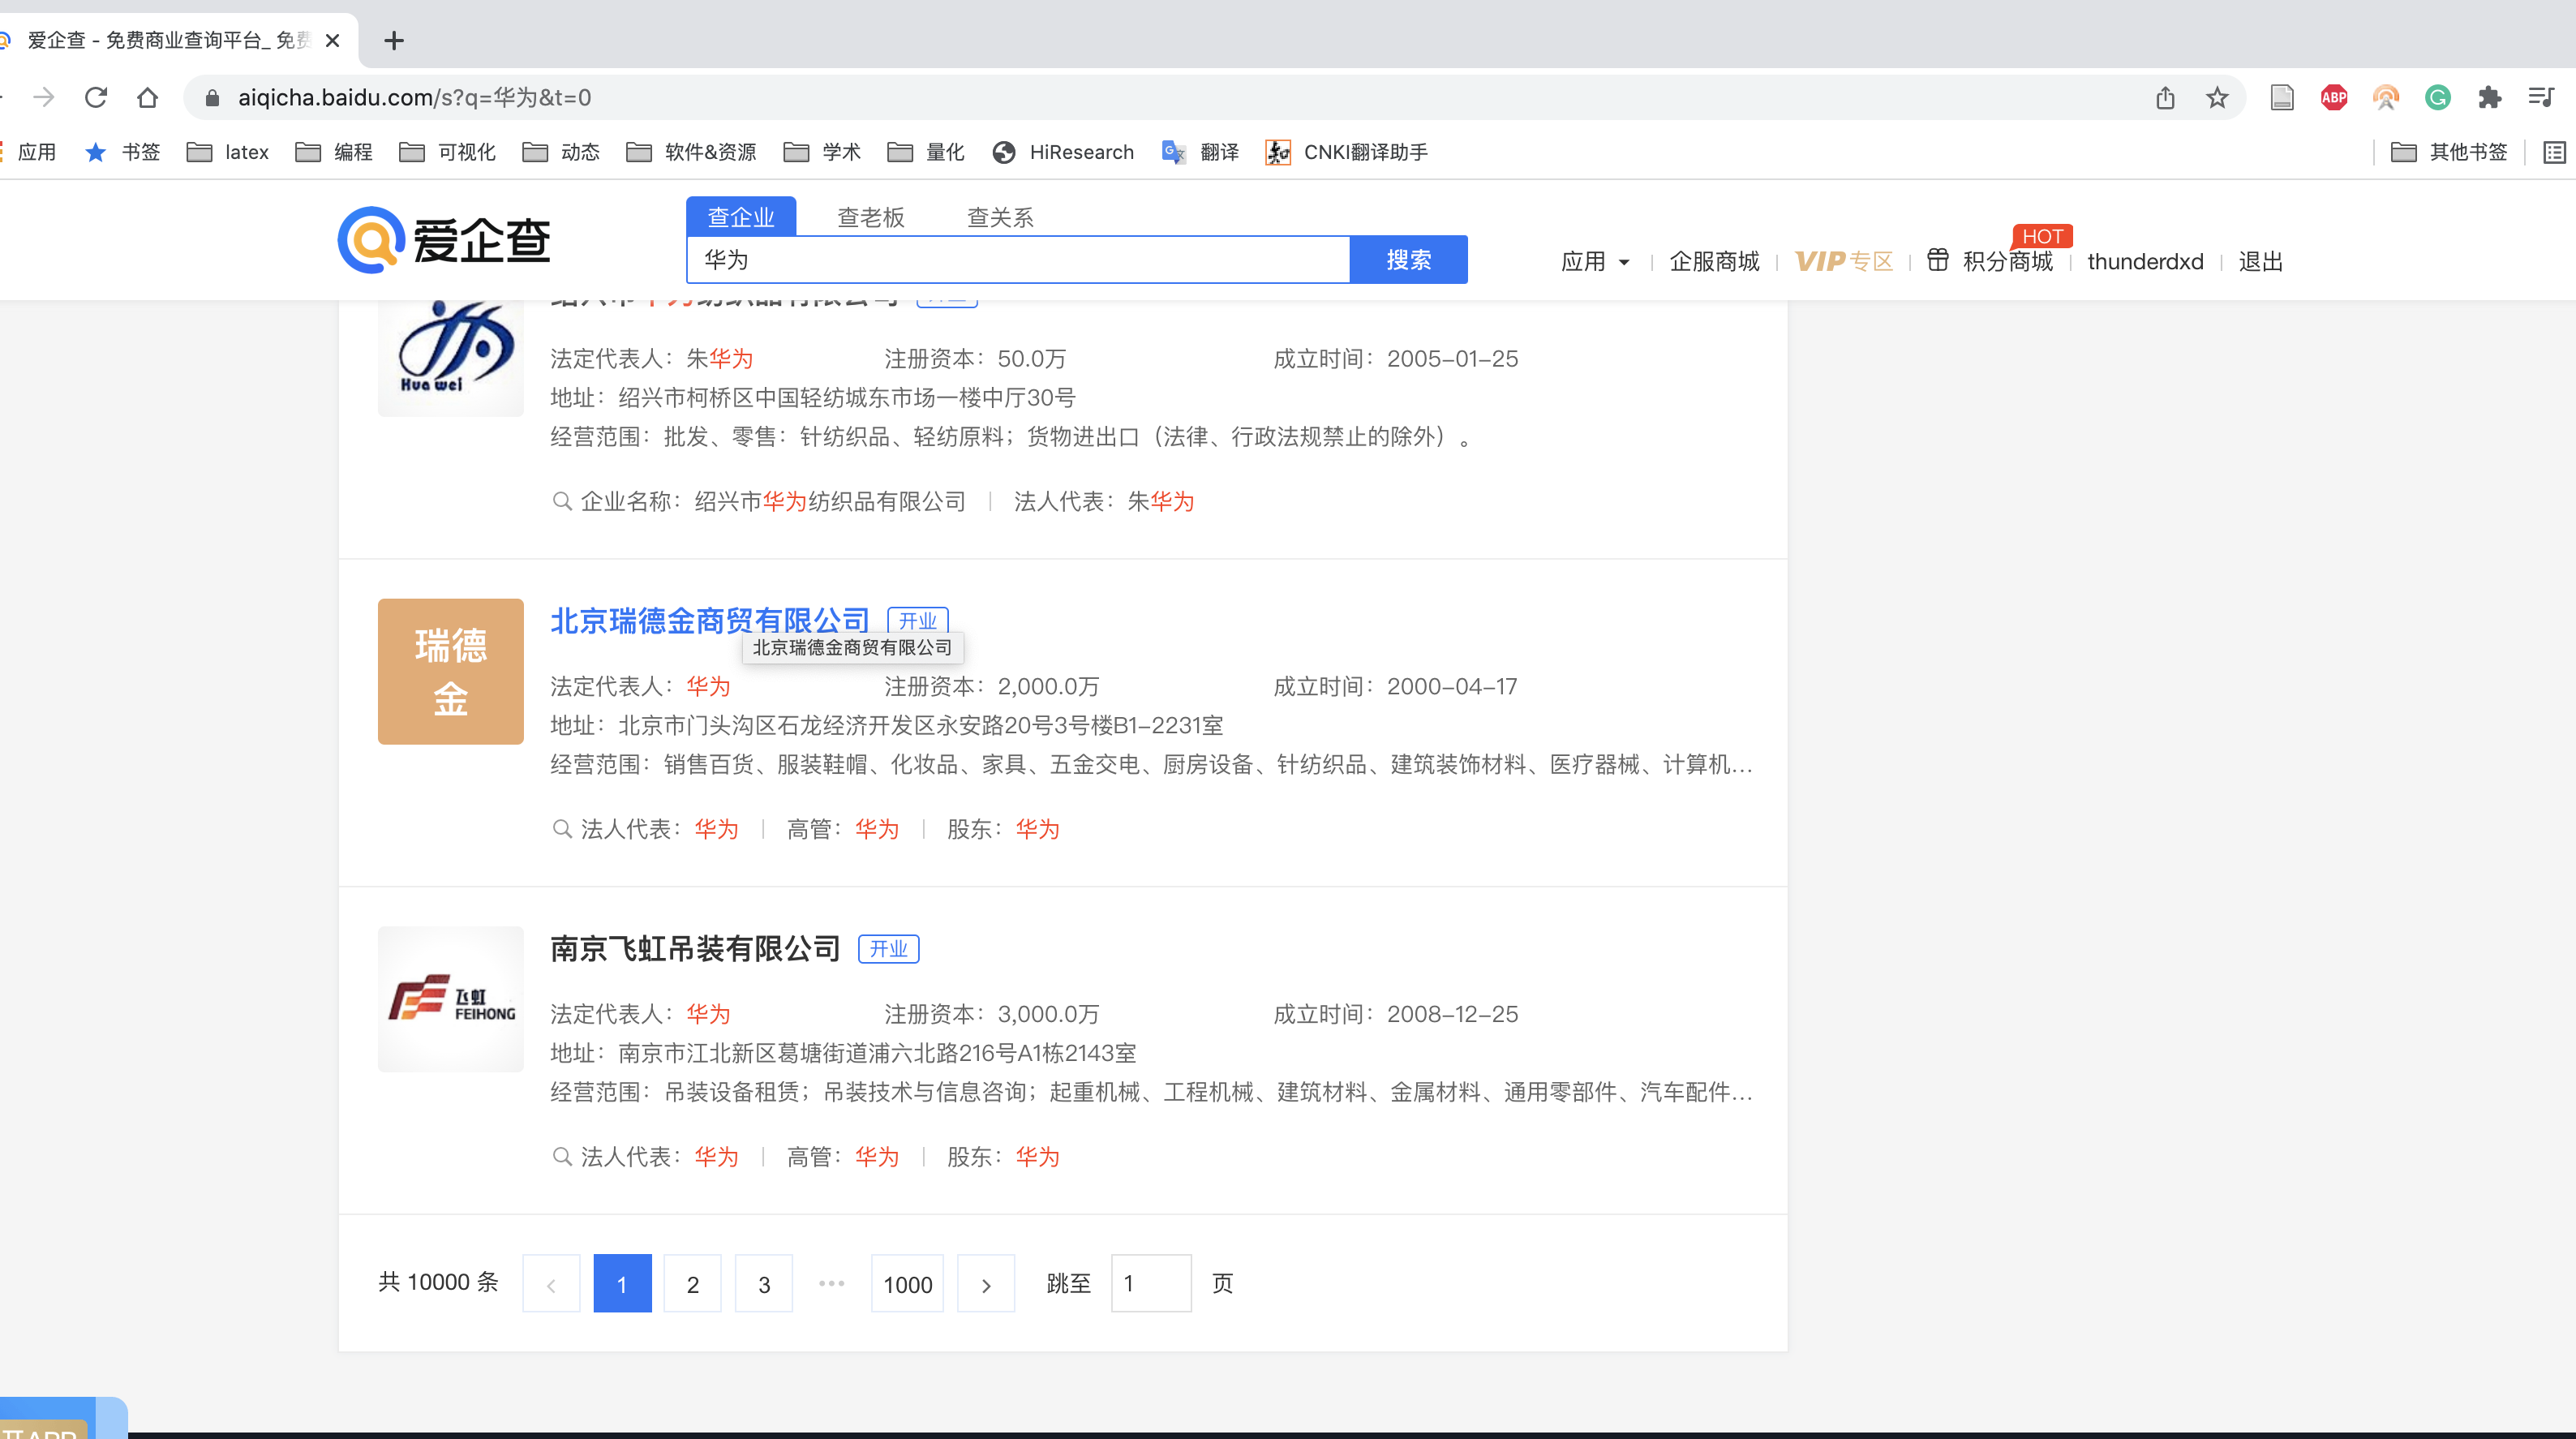 爱企查 - 免费商业查询平台_ 免费
aiqicha.baidu.com/s?q=华为&t=0
ABP
应用 书签 latex 编程 可视化 动态 软件&资源 学术 量化 HiResearch 翻译 CNKI翻译助手 其他书签
爱企查
查企业 查老板 查关系
华为 搜索
应用 企服商城 VIP专区 积分商城 HOT thunderdxd 退出
绍兴市华为纺织品有限公司 开业
Hua wei
法定代表人：朱华为 注册资本：50.0万 成立时间：2005-01-25
地址：绍兴市柯桥区中国轻纺城东市场一楼中厅30号
经营范围：批发、零售：针纺织品、轻纺原料；货物进出口（法律、行政法规禁止的除外）。
企业名称：绍兴市华为纺织品有限公司 | 法人代表：朱华为
瑞德
金
北京瑞德金商贸有限公司 开业
北京瑞德金商贸有限公司
法定代表人：华为 注册资本：2,000.0万 成立时间：2000-04-17
地址：北京市门头沟区石龙经济开发区永安路20号3号楼B1-2231室
经营范围：销售百货、服装鞋帽、化妆品、家具、五金交电、厨房设备、针纺织品、建筑装饰材料、医疗器械、计算机...
法人代表：华为 | 高管：华为 | 股东：华为
飞虹
FEIHONG
南京飞虹吊装有限公司 开业
法定代表人：华为 注册资本：3,000.0万 成立时间：2008-12-25
地址：南京市江北新区葛塘街道浦六北路216号A1栋2143室
经营范围：吊装设备租赁；吊装技术与信息咨询；起重机械、工程机械、建筑材料、金属材料、通用零部件、汽车配件...
法人代表：华为 | 高管：华为 | 股东：华为
共 10000 条 < 1 2 3 ••• 1000 > 跳至 1 页
开APP